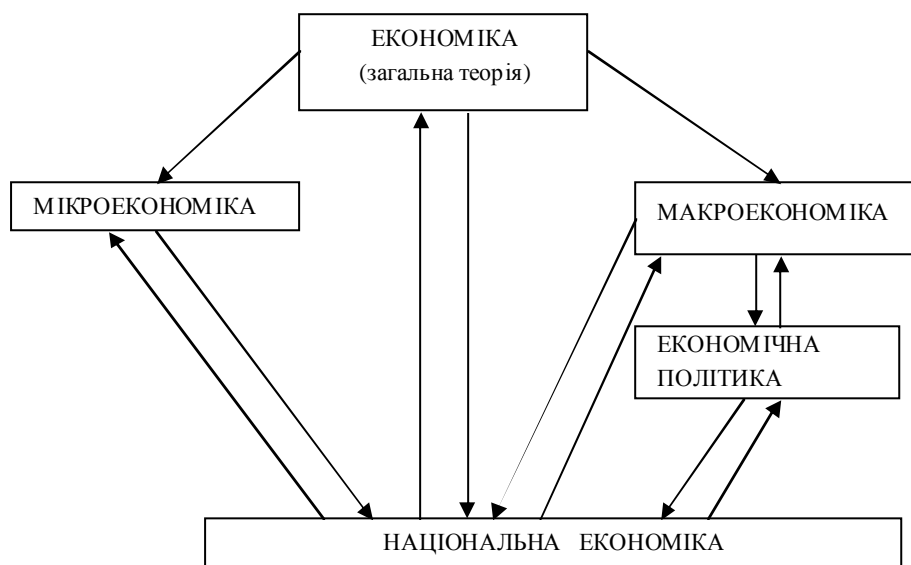 ЕКОНОМІКА
(загальна теорія)
МІКРОЕКОНОМІКА
МАКРОЕКОНОМІКА
ЕКОНОМІЧНА
ПОЛІТИКА
НАЦІОНАЛЬНА ЕКОНОМІКА